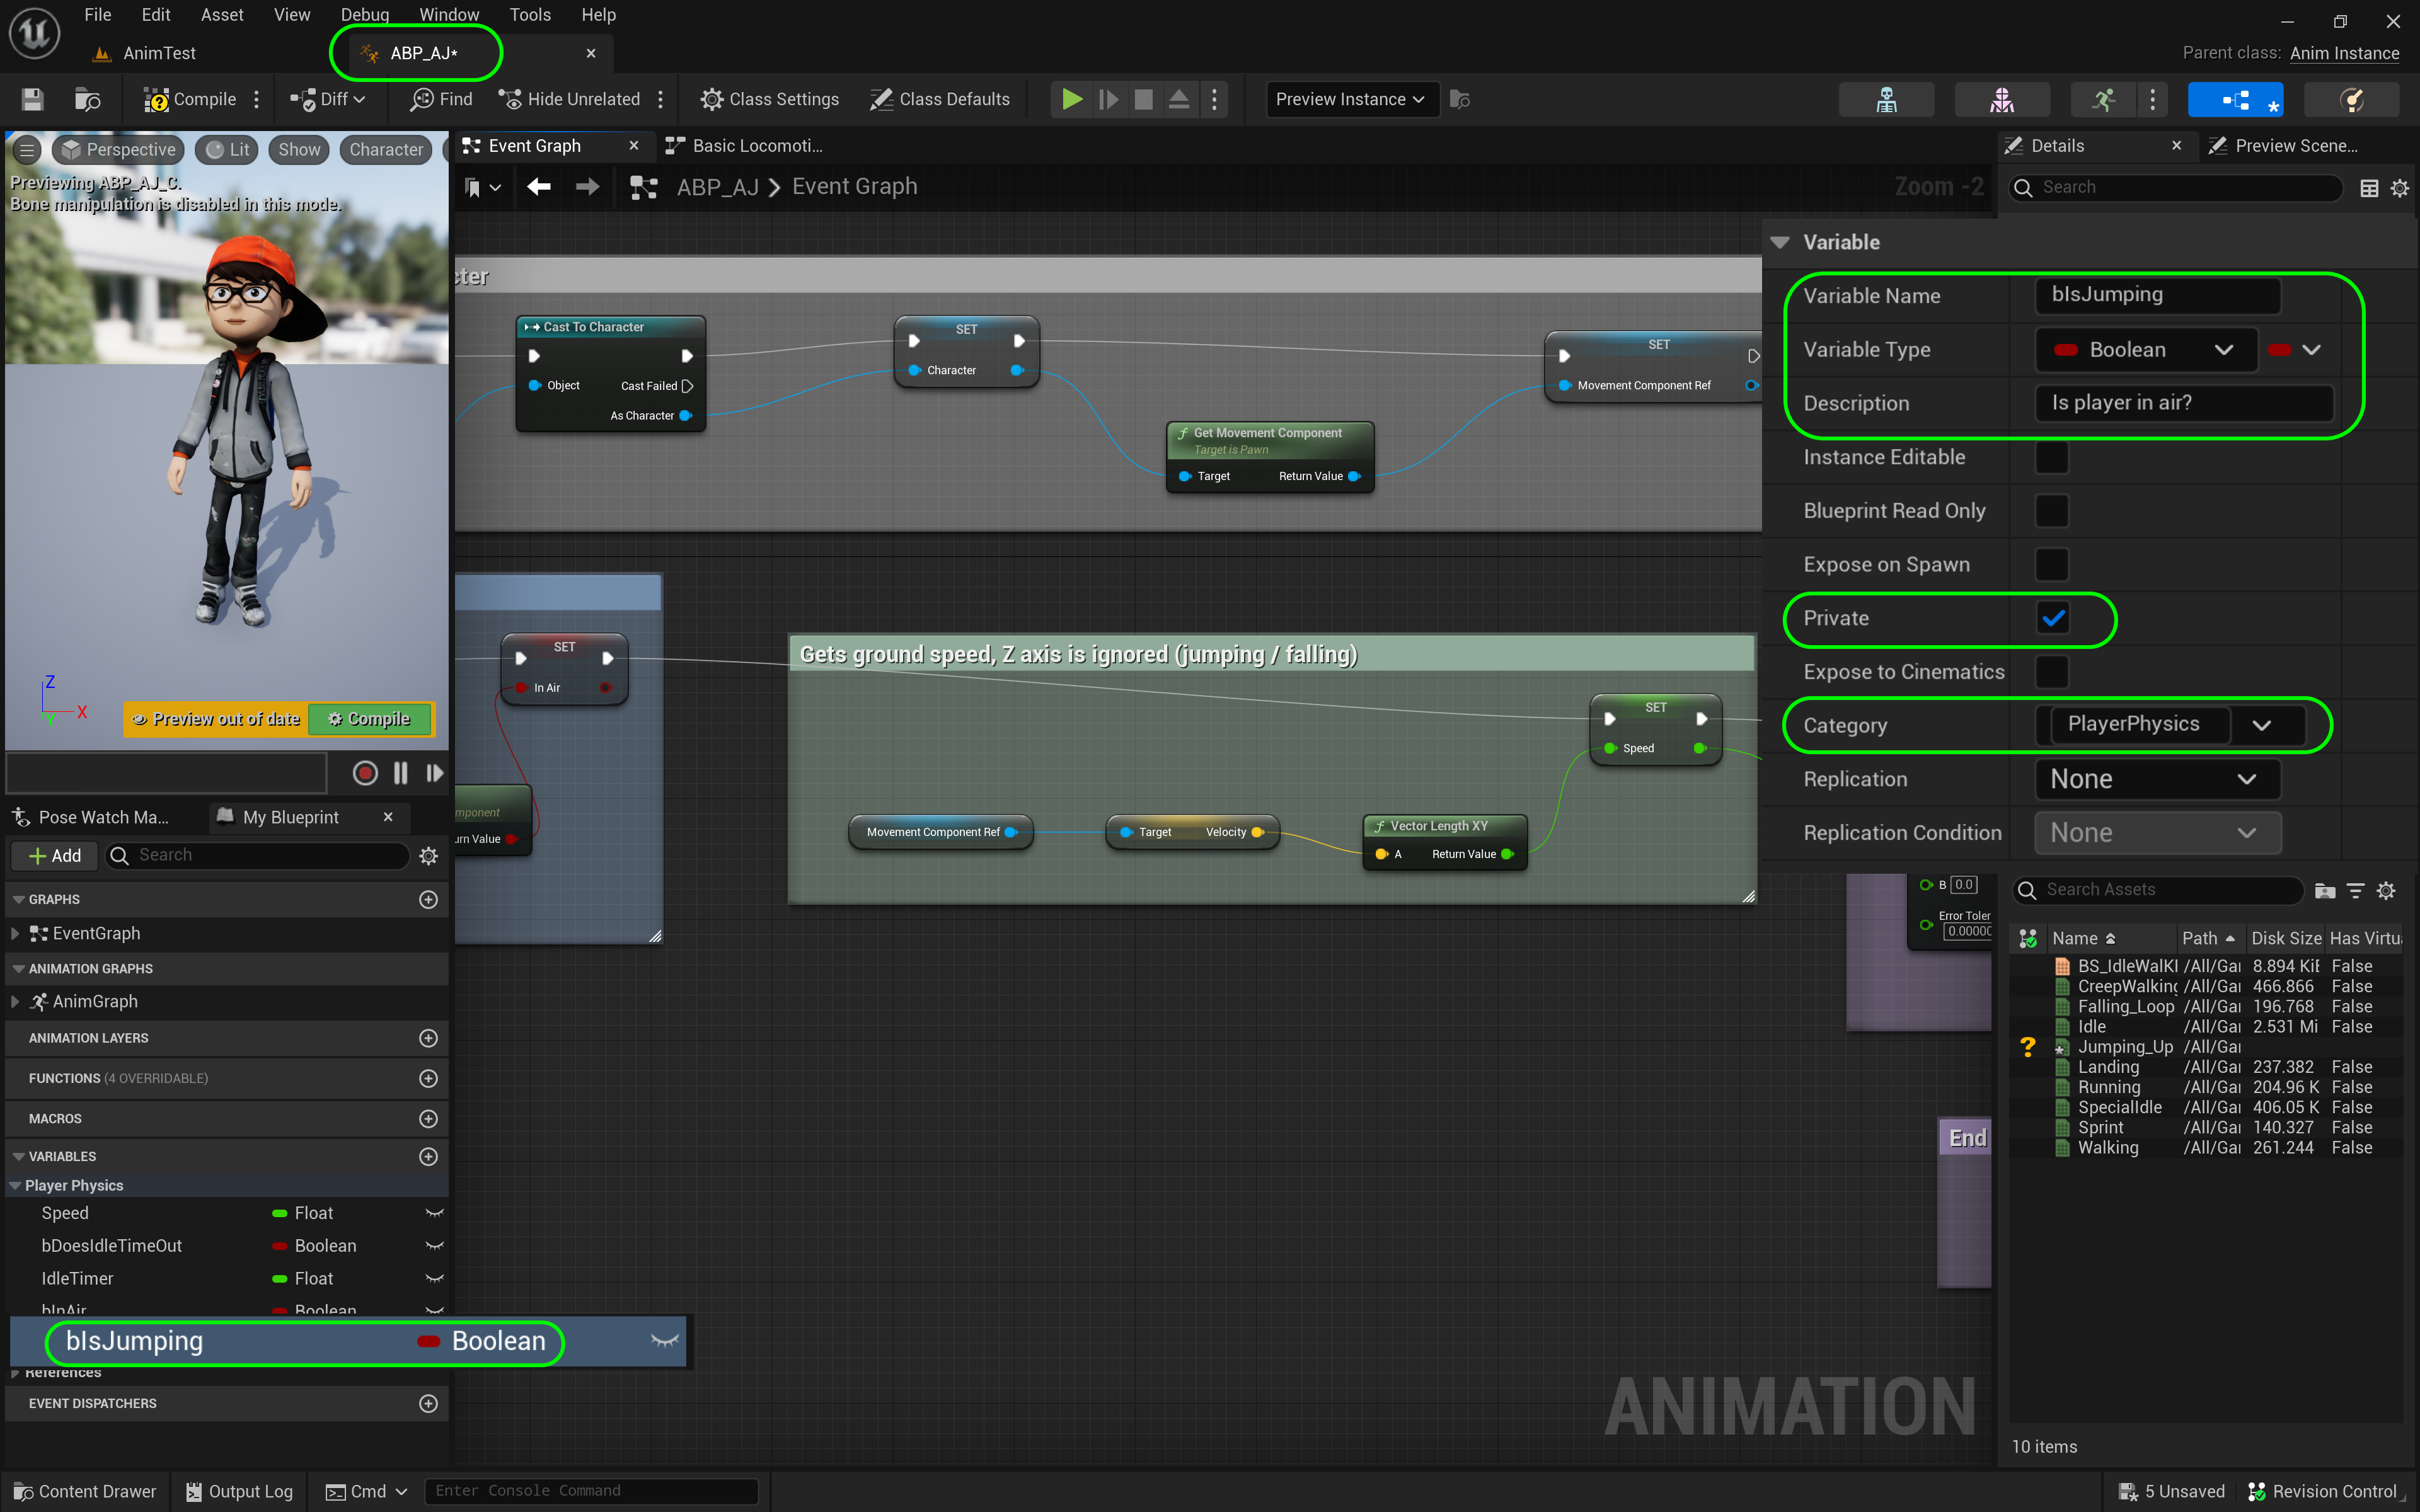 File Edit Asset View Debug Window Tools Help
AnimTest
ABP_AJ*
Parent class: Anim Instance
Compile
Diff
Find
Hide Unrelated
Class Settings
Class Defaults
Preview Instance
Perspective
Lit
Show
Character
Previewing ABP_AJ_C.
Bone manipulation is disabled in this mode.
Z
X
Y
Preview out of date
Compile
Event Graph
Basic Locomoti...
ABP_AJ > Event Graph
Zoom -2
cter
Cast To Character
Object
Cast Failed
As Character
SET
Character
Get Movement Component
Target is Pawn
Target
Return Value
SET
Movement Component Ref
SET
In Air
mponent
urn Value
Gets ground speed, Z axis is ignored (jumping / falling)
SET
Speed
Movement Component Ref
Target
Velocity
Vector Length XY
A
Return Value
B 0.0
Error Toler
0.00000
End
ANIMATION
Details
Preview Scene...
Search
Variable
Variable Name bIsJumping
Variable Type Boolean
Description Is player in air?
Instance Editable
Blueprint Read Only
Expose on Spawn
Private
Expose to Cinematics
Category PlayerPhysics
Replication None
Replication Condition None
Search Assets
Name Path Disk Size Has Virtu
BS_IdleWalkl /All/Gai 8.894 KiE False
CreepWalking /All/Gai 466.866 False
Falling_Loop /All/Gai 196.768 False
Idle /All/Gai 2.531 Mi False
? Jumping_Up /All/Gai
Landing /All/Gai 237.382 False
Running /All/Gai 204.96 K False
SpecialIdle /All/Gai 406.05 K False
Sprint /All/Gai 140.327 False
Walking /All/Gai 261.244 False
10 items
Pose Watch Ma...
My Blueprint
+ Add
Search
GRAPHS
EventGraph
ANIMATION GRAPHS
AnimGraph
ANIMATION LAYERS
FUNCTIONS (4 OVERRIDABLE)
MACROS
VARIABLES
Player Physics
Speed Float
bDoesIdleTimeOut Boolean
IdleTimer Float
bInAir Boolean
bIsJumping Boolean
References
EVENT DISPATCHERS
Content Drawer
Output Log
Cmd
Enter Console Command
5 Unsaved
Revision Control